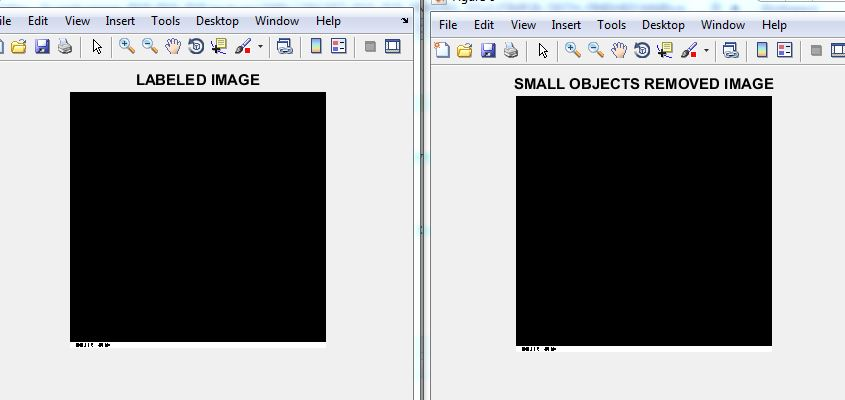 File Edit View Insert Tools Desktop Window Help
LABELED IMAGE
File Edit View Insert Tools Desktop Window Help
SMALL OBJECTS REMOVED IMAGE